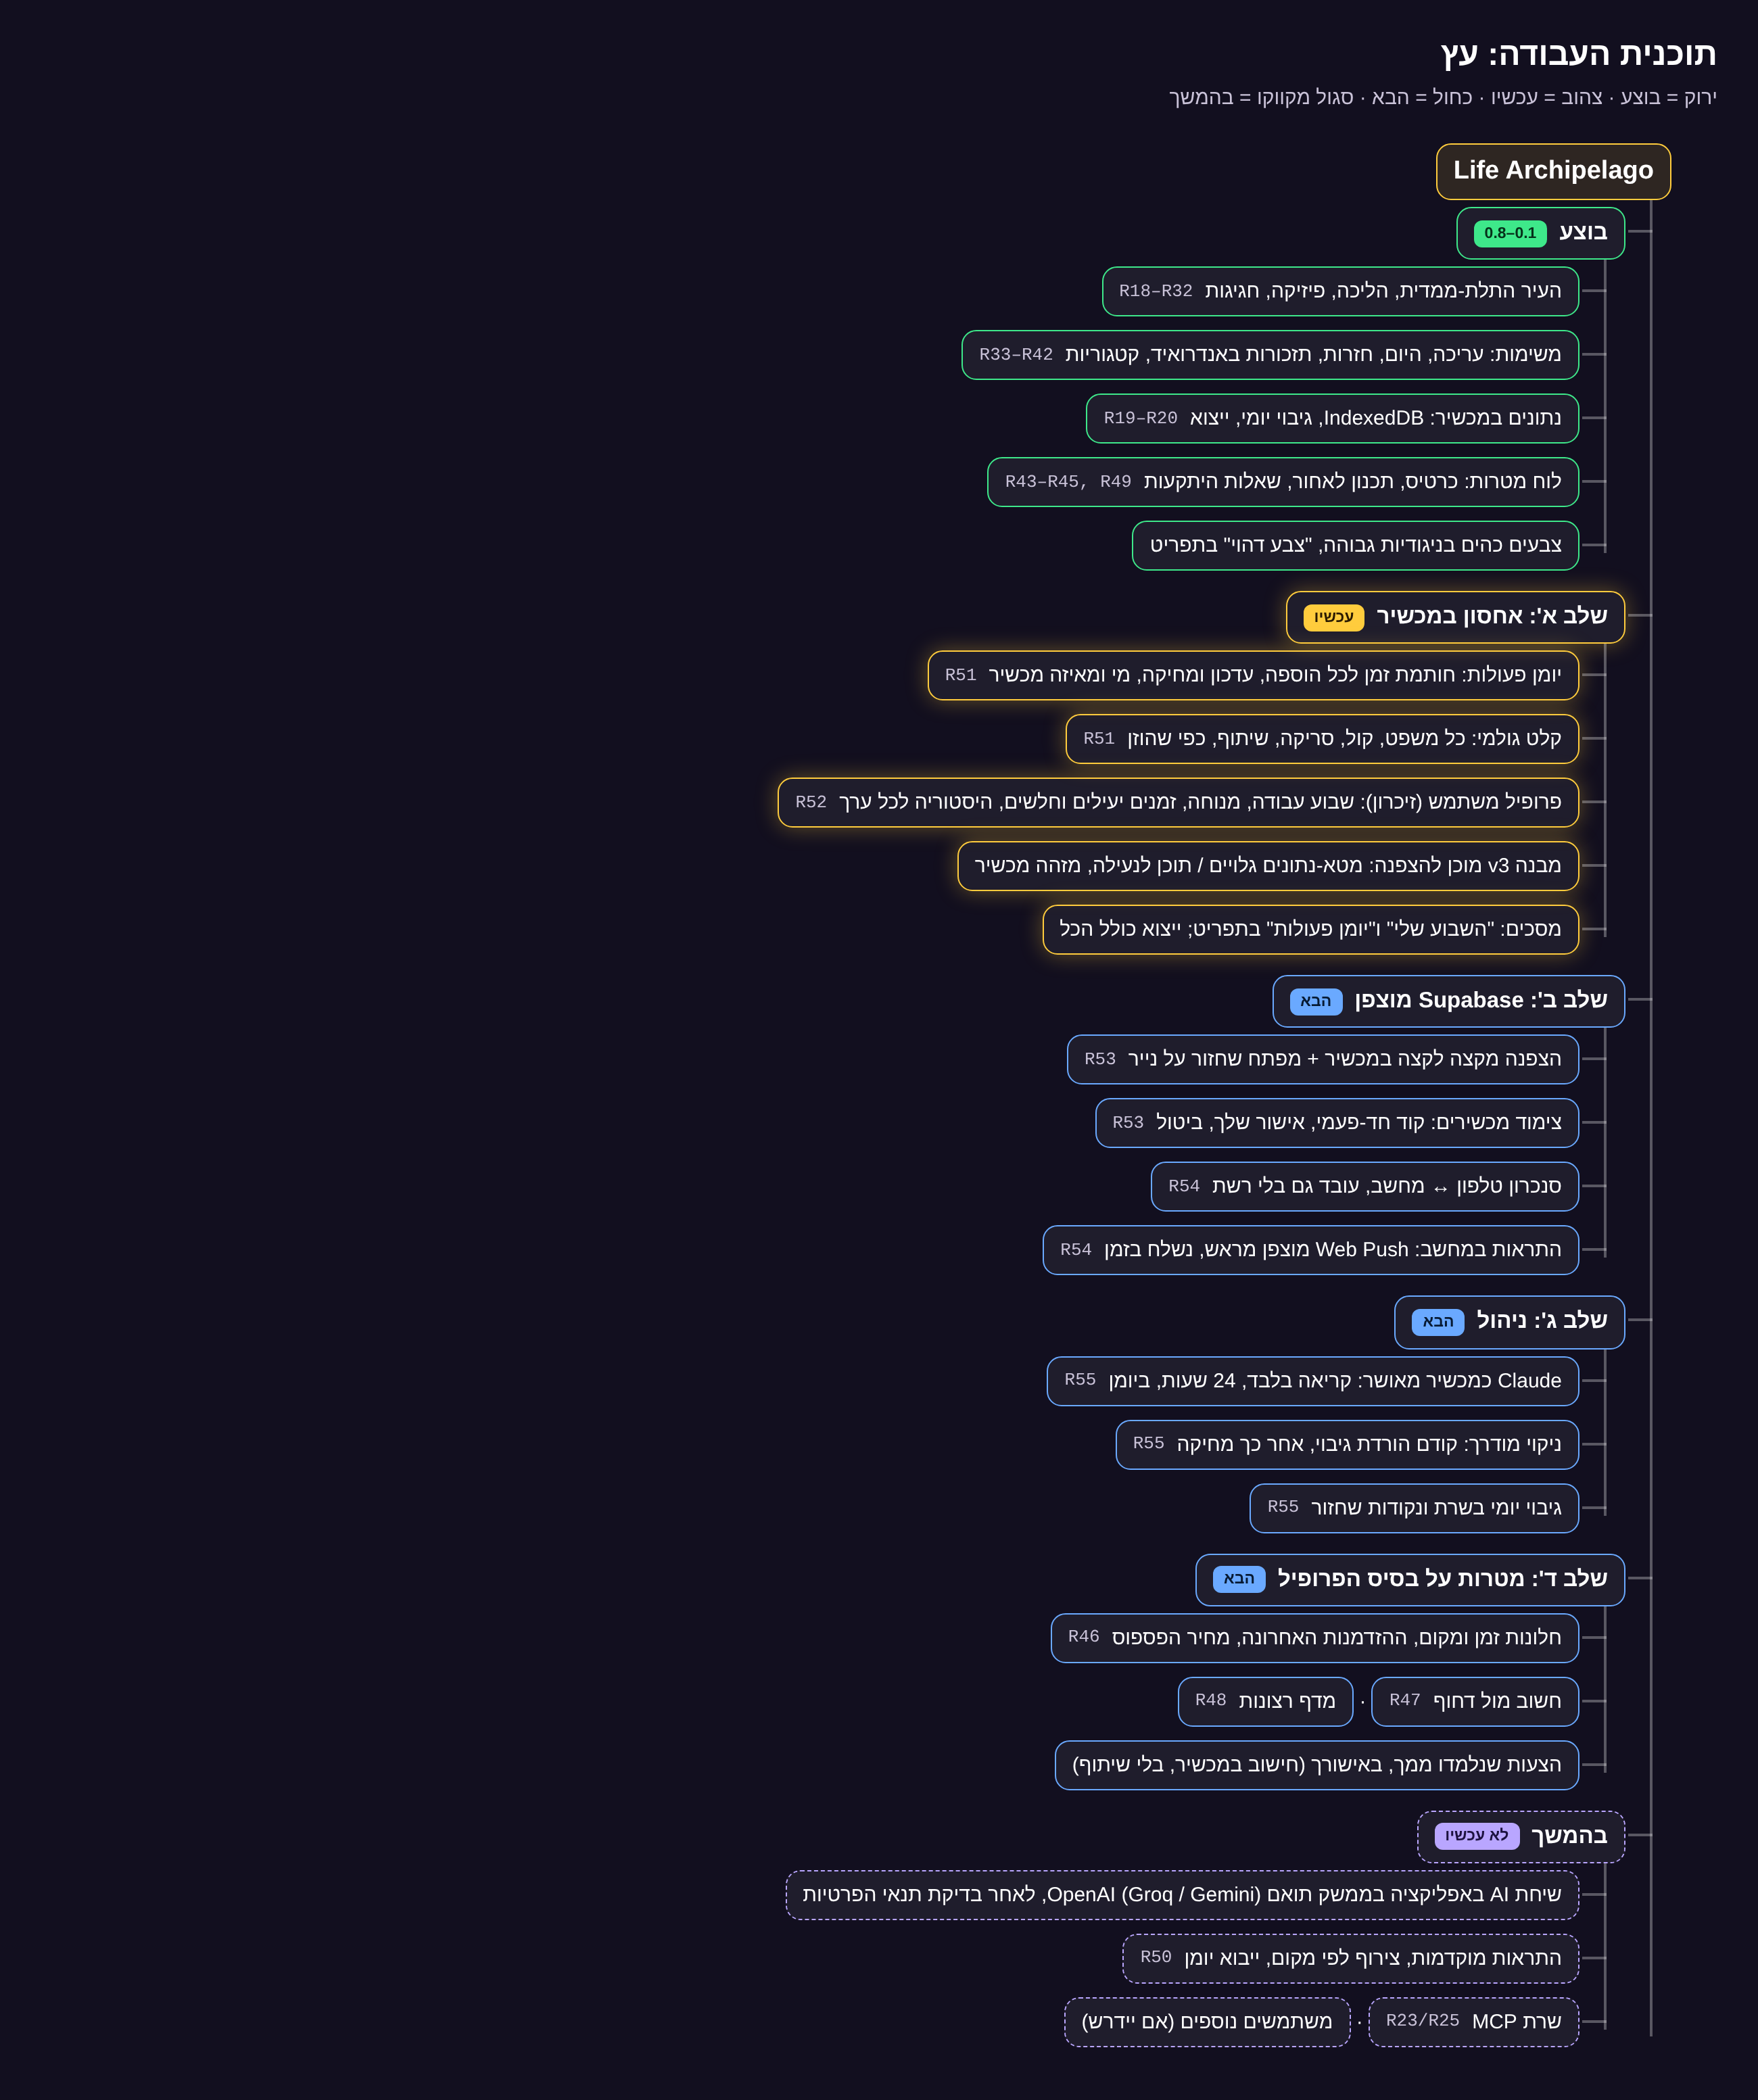 תוכנית העבודה: עץ
ירוק = בוצע · צהוב = עכשיו · כחול = הבא · סגול מקווקו = בהמשך
Life Archipelago
בוצע 0.1–0.8
העיר התלת-ממדית, הליכה, פיזיקה, חגיגות R18–R32
משימות: עריכה, היום, חזרות, תזכורות באנדרואיד, קטגוריות R33–R42
נתונים במכשיר: IndexedDB, גיבוי יומי, ייצוא R19–R20
לוח מטרות: כרטיס, תכנון לאחור, שאלות היתקעות R43–R45, R49
צבעים כהים בניגודיות גבוהה, "צבע דהוי" בתפריט
שלב א': אחסון במכשיר עכשיו
יומן פעולות: חותמת זמן לכל הוספה, עדכון ומחיקה, מי ומאיזה מכשיר R51
קלט גולמי: כל משפט, קול, סריקה, שיתוף, כפי שהוזן R51
פרופיל משתמש (זיכרון): שבוע עבודה, מנוחה, זמנים יעילים וחלשים, היסטוריה לכל ערך R52
מבנה v3 מוכן להצפנה: מטא-נתונים גלויים / תוכן לנעילה, מזהה מכשיר
מסכים: "השבוע שלי" ו"יומן פעולות" בתפריט; ייצוא כולל הכל
שלב ב': Supabase מוצפן הבא
הצפנה מקצה לקצה במכשיר + מפתח שחזור על נייר R53
צימוד מכשירים: קוד חד-פעמי, אישור שלך, ביטול R53
סנכרון טלפון ↔ מחשב, עובד גם בלי רשת R54
התראות במחשב: Web Push מוצפן מראש, נשלח בזמן R54
שלב ג': ניהול הבא
Claude כמכשיר מאושר: קריאה בלבד, 24 שעות, ביומן R55
ניקוי מודרך: קודם הורדת גיבוי, אחר כך מחיקה R55
גיבוי יומי בשרת ונקודות שחזור R55
שלב ד': מטרות על בסיס הפרופיל הבא
חלונות זמן ומקום, ההזדמנות האחרונה, מחיר הפספוס R46
חשוב מול דחוף R47 · מדף רצונות R48
הצעות שנלמדו ממך, באישורך (חישוב במכשיר, בלי שיתוף)
בהמשך לא עכשיו
שיחת AI באפליקציה בממשק תואם OpenAI (Groq / Gemini), לאחר בדיקת תנאי הפרטיות
התראות מוקדמות, צירוף לפי מקום, ייבוא יומן R50
שרת MCP R23/R25 · משתמשים נוספים (אם יידרש)